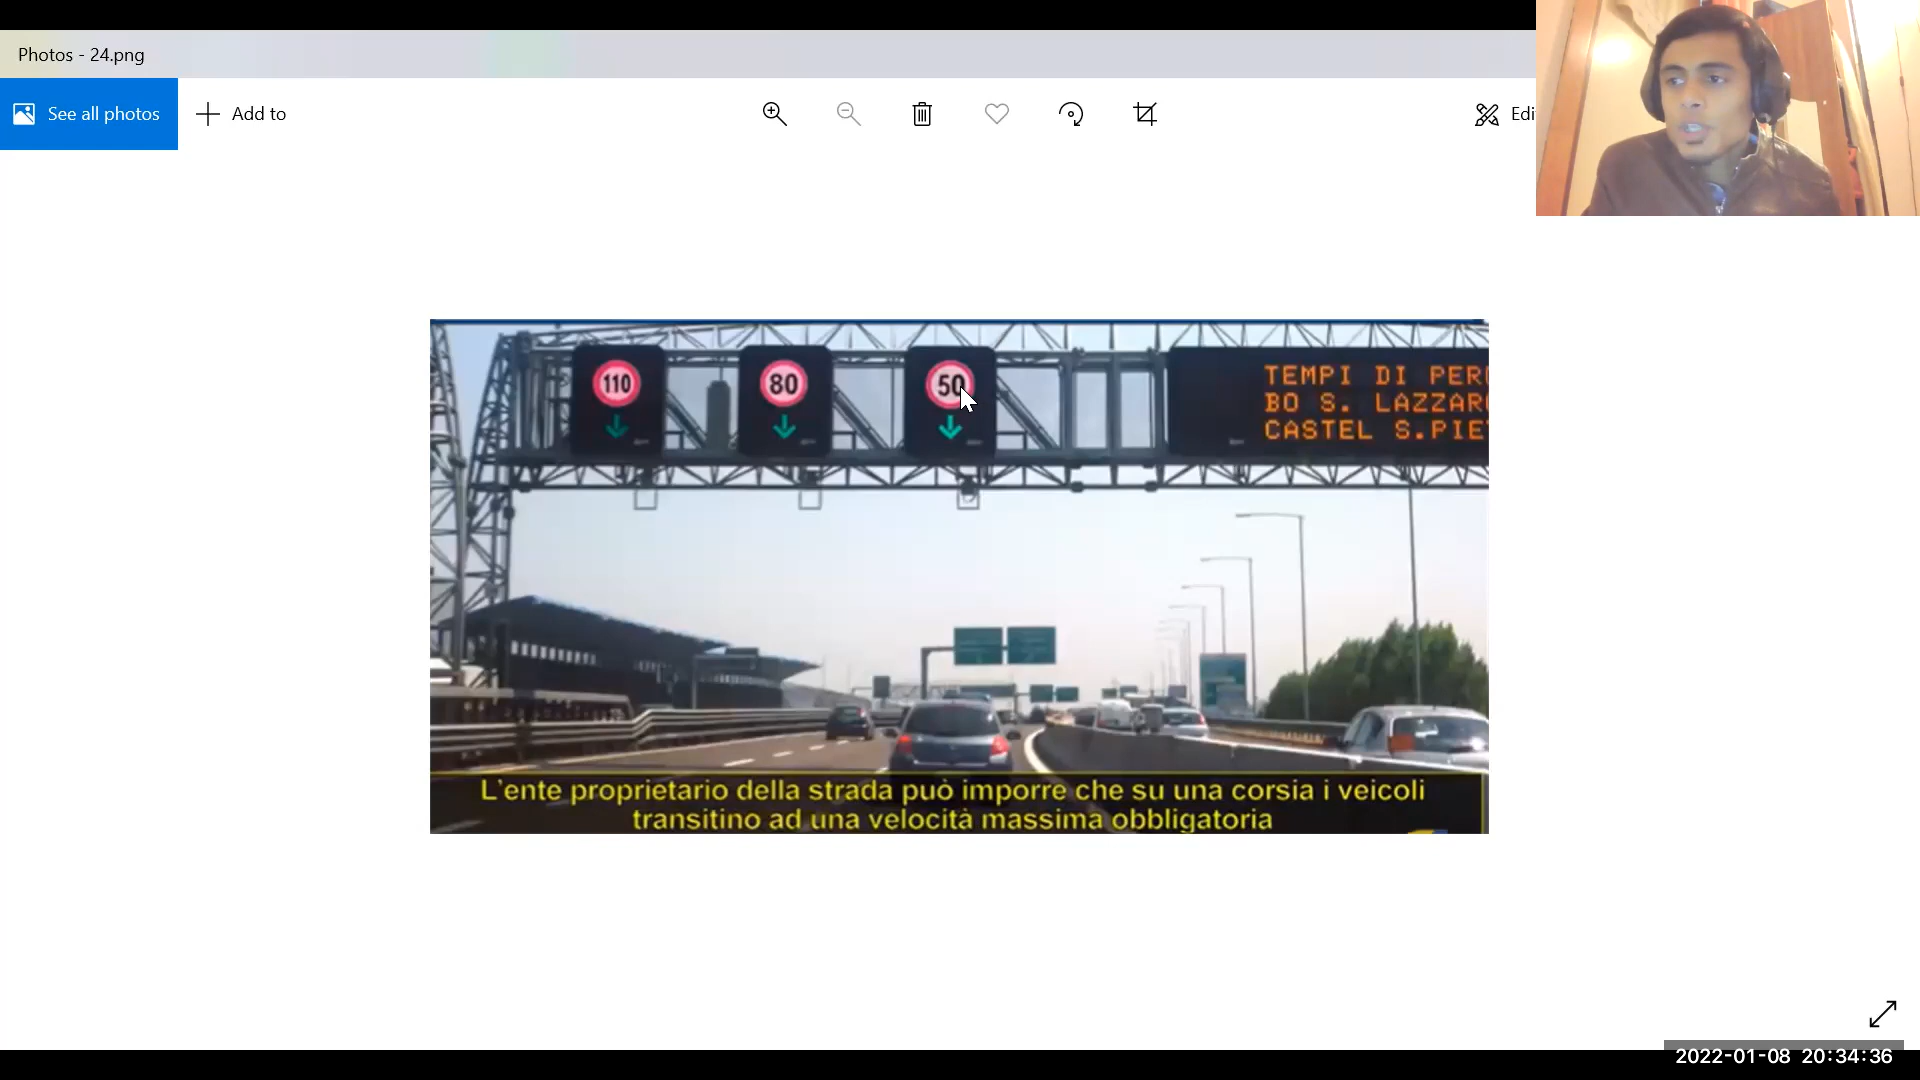 Photos - 24.png
See all photos
Add to
Edi
110
80
50
TEMPI DI PER
BO S. LAZZAR
CASTEL S.PIE
L'ente proprietario della strada può imporre che su una corsia i veicoli
transitino ad una velocità massima obbligatoria
2022-01-08 20:34:36